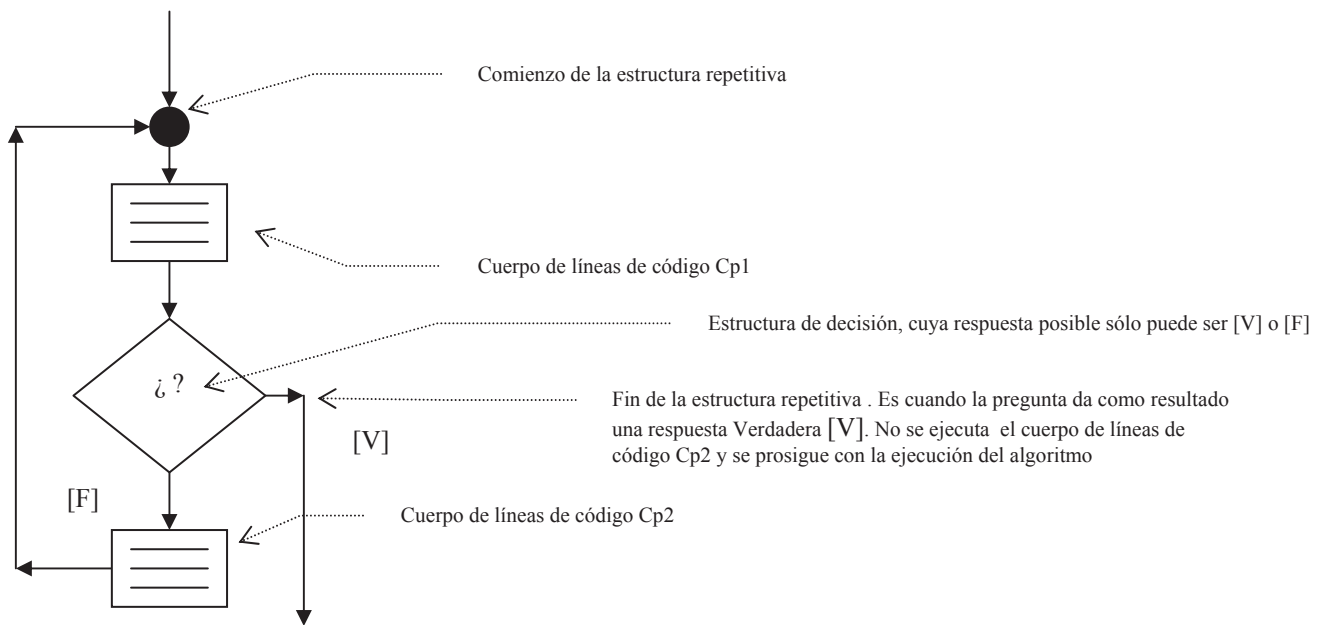 Comienzo de la estructura repetitiva
Cuerpo de líneas de código Cp1
Estructura de decisión, cuya respuesta posible sólo puede ser [V] o [F]
¿ ?
Fin de la estructura repetitiva . Es cuando la pregunta da como resultado
una respuesta Verdadera [V]. No se ejecuta el cuerpo de líneas de
código Cp2 y se prosigue con la ejecución del algoritmo
[V]
[F]
Cuerpo de líneas de código Cp2